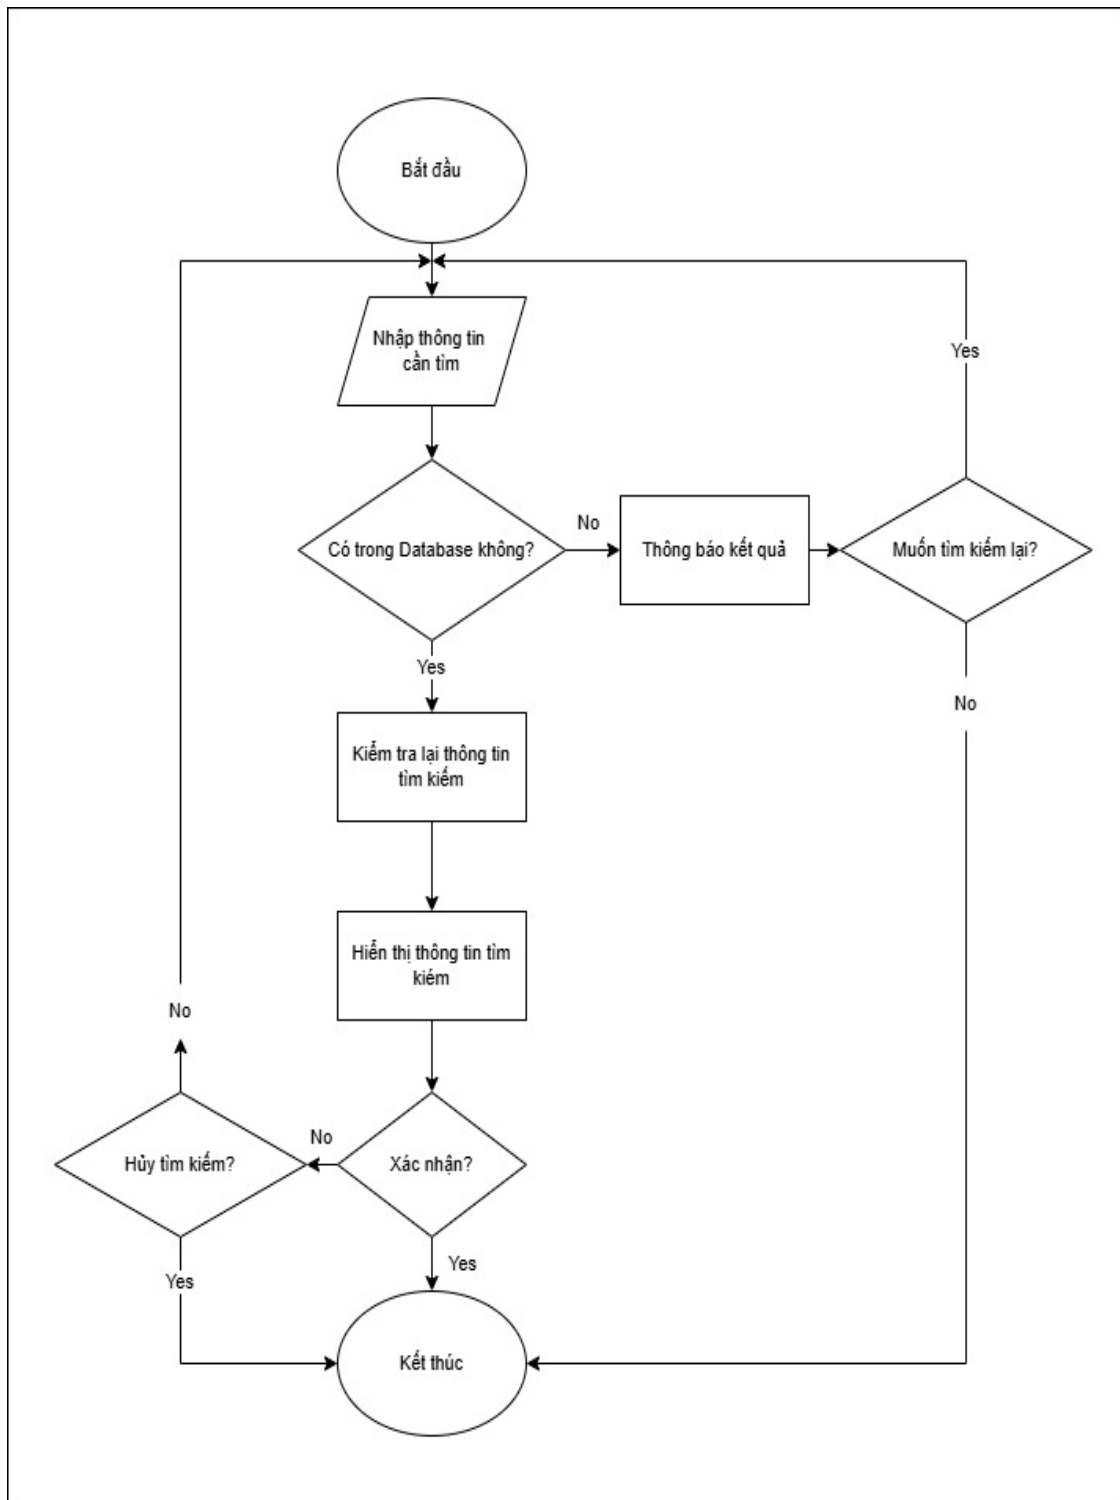 Bắt đầu
Nhập thông tin
cần tìm
Yes
Có trong Database không?
No
Thông báo kết quả
Muốn tìm kiếm lại?
Yes
No
Kiểm tra lại thông tin
tìm kiếm
Hiển thị thông tin tìm
kiém
No
Hủy tìm kiếm?
No
Xác nhận?
Yes
Yes
Kết thúc